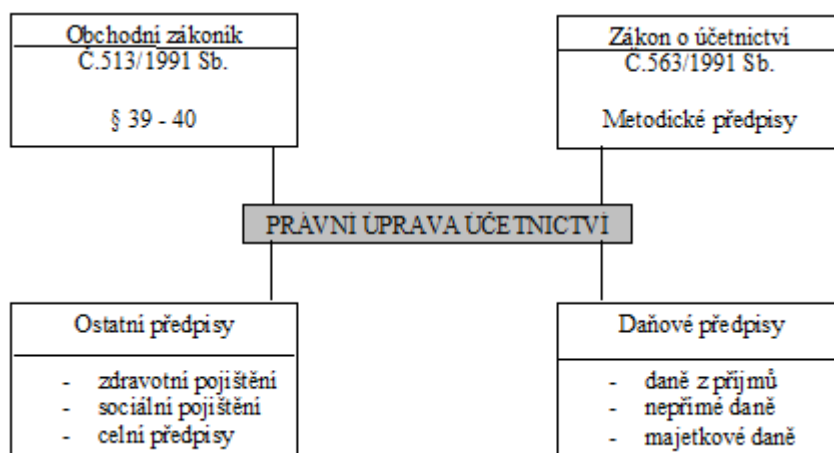 Obchodní zákoník
Č.513/1991 Sb.
§ 39 - 40
Zákon o účetnictví
Č.563/1991 Sb.
Metodické předpisy
PRÁVNÍ ÚPRAVA ÚČETNICTVÍ
Ostatní předpisy
- zdravotní pojištění
- sociální pojištění
- celní předpisy
Daňové předpisy
- daně z příjmů
- nepřímé daně
- majetkové daně